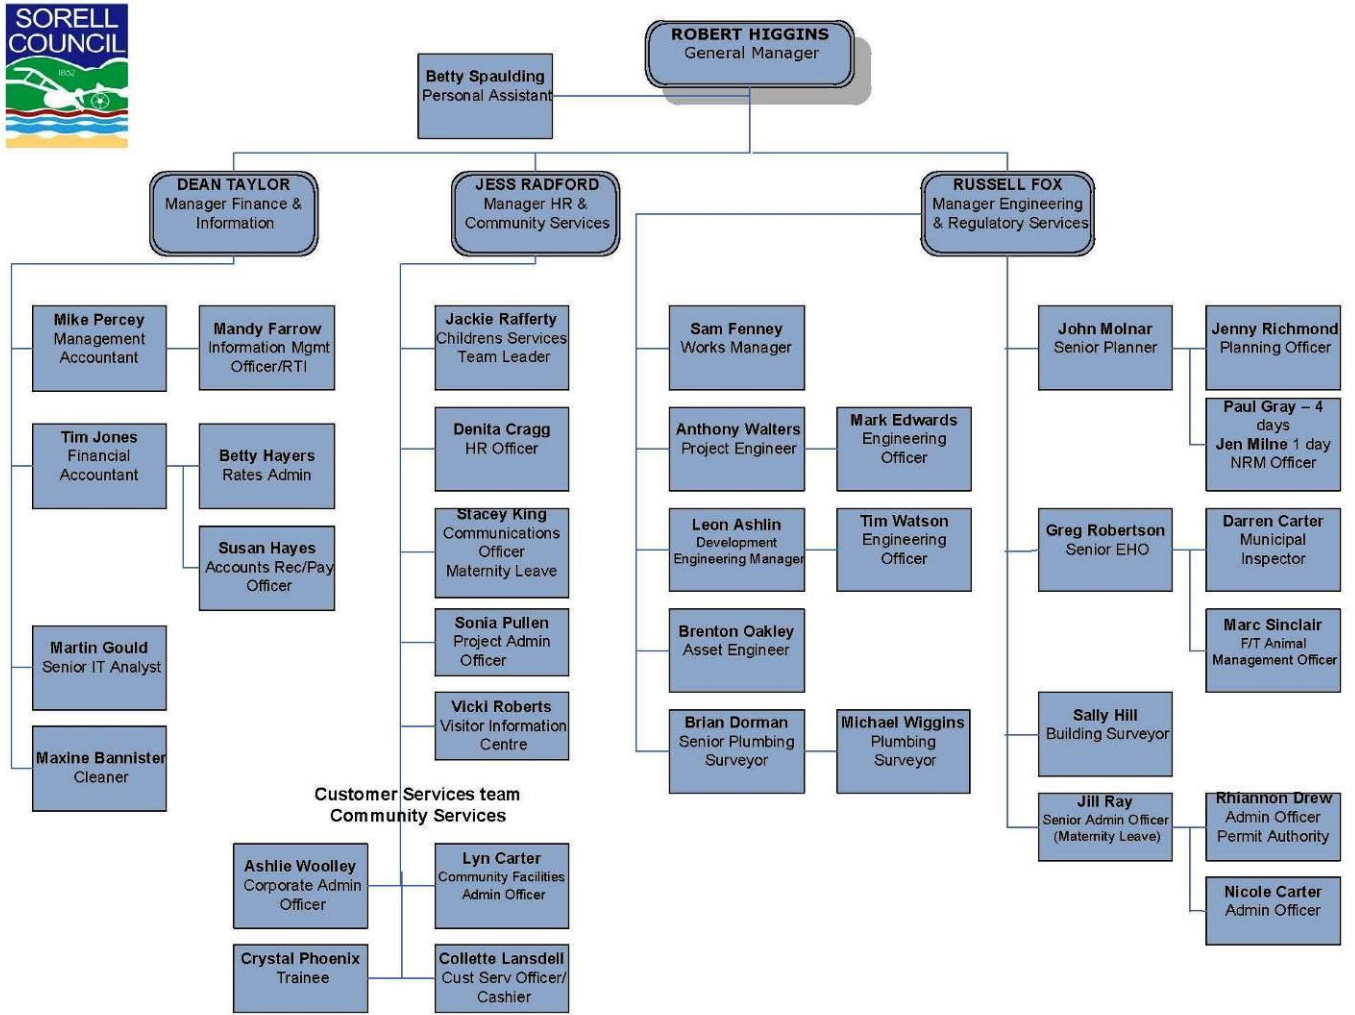 SORELL
COUNCIL
1862
ROBERT HIGGINS
General Manager
Betty Spaulding
Personal Assistant
DEAN TAYLOR
Manager Finance &
Information
JESS RADFORD
Manager HR &
Community Services
RUSSELL FOX
Manager Engineering
& Regulatory Services
Mike Percey
Management
Accountant
Mandy Farrow
Information Mgmt
Officer/RTI
Tim Jones
Financial
Accountant
Betty Hayers
Rates Admin
Susan Hayes
Accounts Rec/Pay
Officer
Martin Gould
Senior IT Analyst
Maxine Bannister
Cleaner
Jackie Rafferty
Childrens Services
Team Leader
Denita Cragg
HR Officer
Stacey King
Communications
Officer
Maternity Leave
Sonia Pullen
Project Admin
Officer
Vicki Roberts
Visitor Information
Centre
Customer Services team
Community Services
Ashlie Woolley
Corporate Admin
Officer
Lyn Carter
Community Facilities
Admin Officer
Crystal Phoenix
Trainee
Collette Lansdell
Cust Serv Officer/
Cashier
Sam Fenney
Works Manager
Anthony Walters
Project Engineer
Mark Edwards
Engineering
Officer
Leon Ashlin
Development
Engineering Manager
Tim Watson
Engineering
Officer
Brenton Oakley
Asset Engineer
Brian Dorman
Senior Plumbing
Surveyor
Michael Wiggins
Plumbing
Surveyor
John Molnar
Senior Planner
Jenny Richmond
Planning Officer
Paul Gray – 4
days
Jen Milne 1 day
NRM Officer
Greg Robertson
Senior EHO
Darren Carter
Municipal
Inspector
Marc Sinclair
F/T Animal
Management Officer
Sally Hill
Building Surveyor
Jill Ray
Senior Admin Officer
(Maternity Leave)
Rhiannon Drew
Admin Officer
Permit Authority
Nicole Carter
Admin Officer